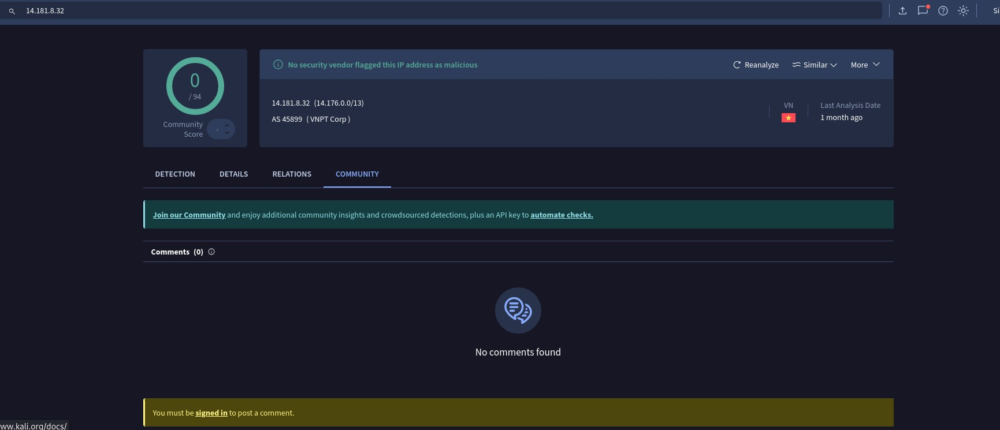 14.181.8.32
Si
0
/ 94
Community
Score
No security vendor flagged this IP address as malicious
Reanalyze
Similar
More
14.181.8.32 (14.176.0.0/13)
AS 45899 ( VNPT Corp )
VN
Last Analysis Date
1 month ago
DETECTION
DETAILS
RELATIONS
COMMUNITY
Join our Community and enjoy additional community insights and crowdsourced detections, plus an API key to automate checks.
Comments (0)
No comments found
You must be signed in to post a comment.
ww.kali.org/docs/